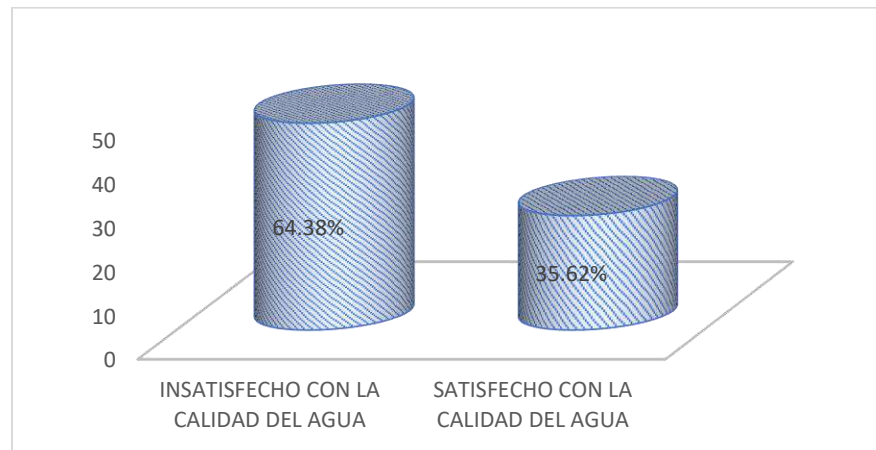 50
40
30
20
10
0
64.38%
35.62%
INSATISFECHO CON LA
CALIDAD DEL AGUA
SATISFECHO CON LA
CALIDAD DEL AGUA